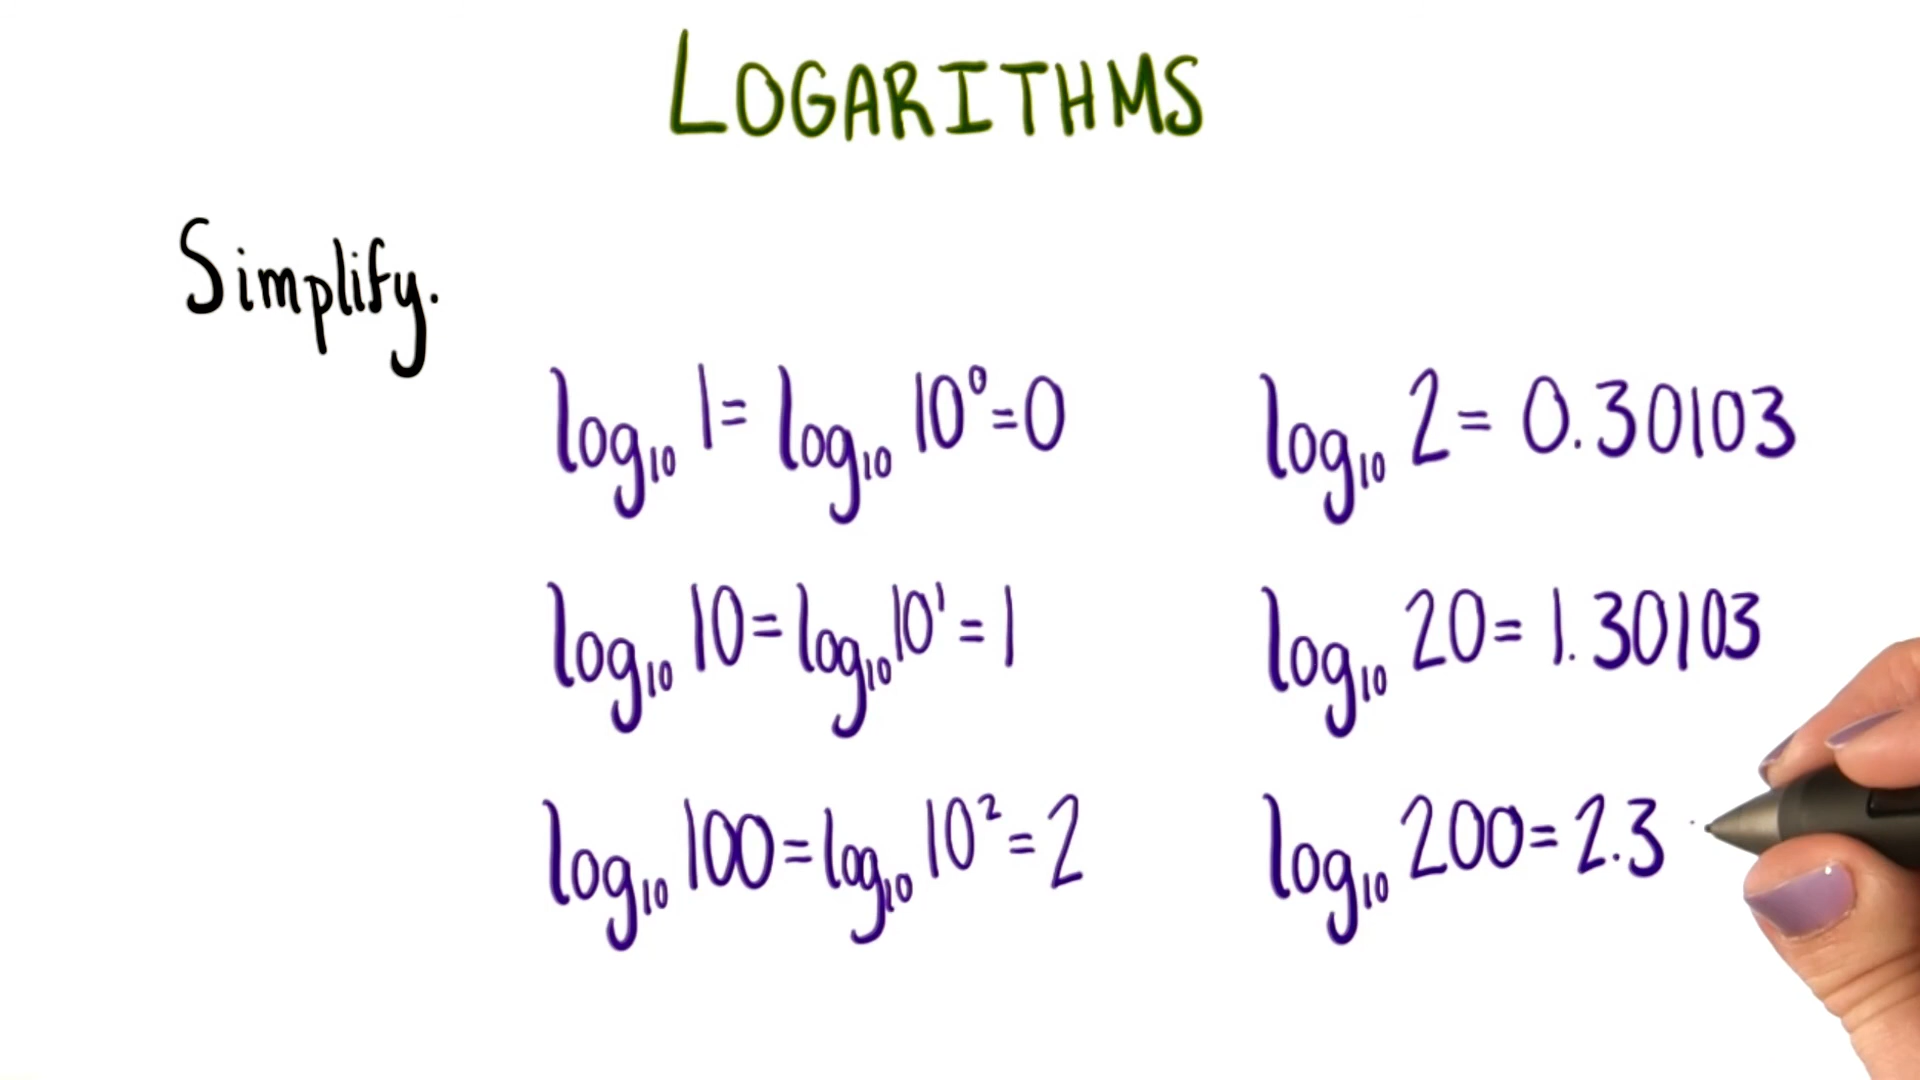 LOGARITHMS
Simplify.
log₁₀ 1 = log₁₀ 10⁰ = 0
log₁₀ 2 = 0.30103
log₁₀ 10 = log₁₀ 10¹ = 1
log₁₀ 20 = 1.30103
log₁₀ 100 = log₁₀ 10² = 2
log₁₀ 200 = 2.3